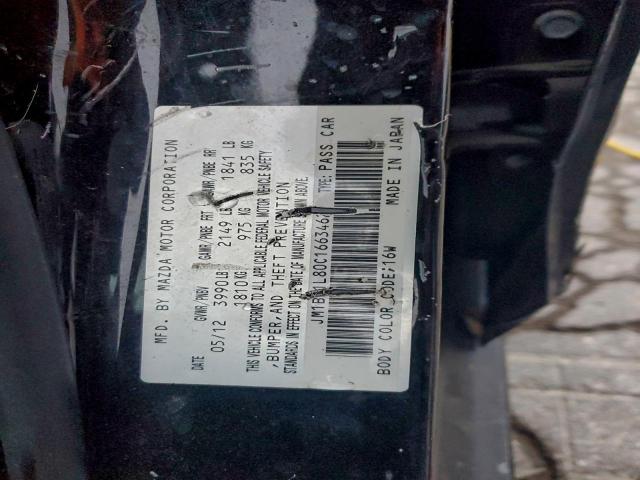 MFD. BY MAZDA MOTOR CORPORATION
DATE GVWR/PNBV GAWR/PNBE FRT GAWR/PNBE RR
05/12 3990LB 2149 LB 1841 LB
1810KG 975 KG 835 KG
THIS VEHICLE CONFORMS TO ALL APPLICABLE FEDERAL MOTOR VEHICLE SAFETY
,BUMPER,AND THEFT PREVENTION
STANDARDS IN EFFECT ON THE DATE OF MANUFACTURE SHOWN ABOVE.
TYPE: PASS CAR
BODY COLOR CODE:16W MADE IN JAPAN